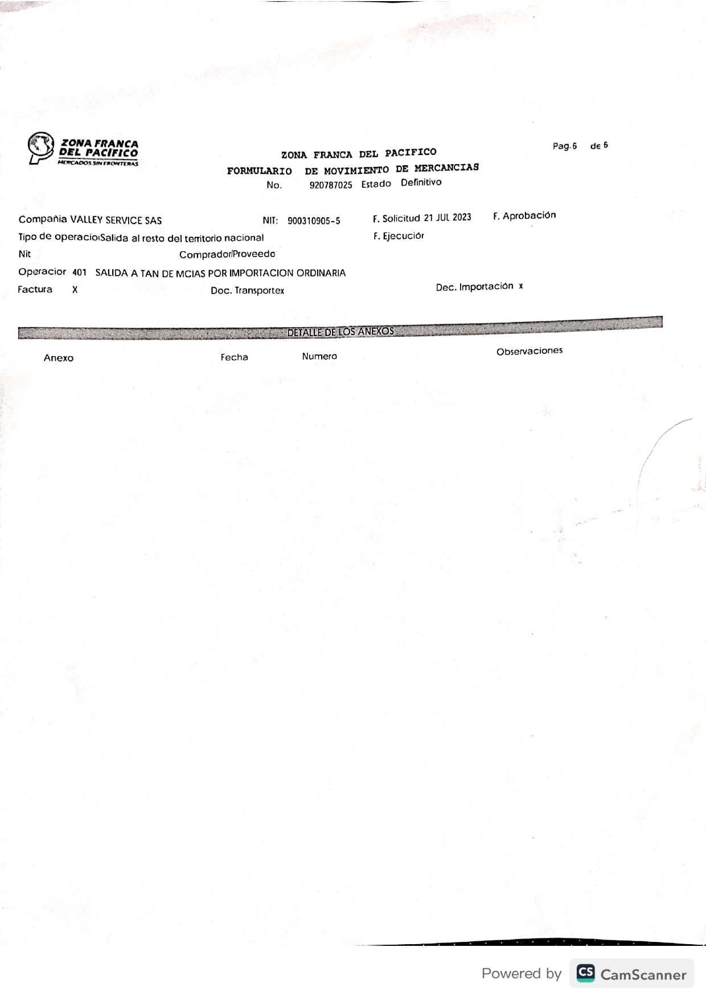 ZONA FRANCA
DEL PACIFICO
MERCADOS SIN FRONTERAS
ZONA FRANCA DEL PACIFICO
Pag. 6 de 6
FORMULARIO DE MOVIMIENTO DE MERCANCIAS
No. 920787025 Estado Definitivo
Compañia VALLEY SERVICE SAS NIT: 900310905-5 F. Solicitud 21 JUL 2023 F. Aprobación
Tipo de operacioıSalida al resto del territorio nacional F. Ejecuciór
Nit Comprador/Proveedo
Operacior 401 SALIDA A TAN DE MCIAS POR IMPORTACION ORDINARIA
Factura X Doc. Transportex Dec. Importación x
DETALLE DE LOS ANEXOS
Anexo Fecha Numero Observaciones
Powered by CS CamScanner